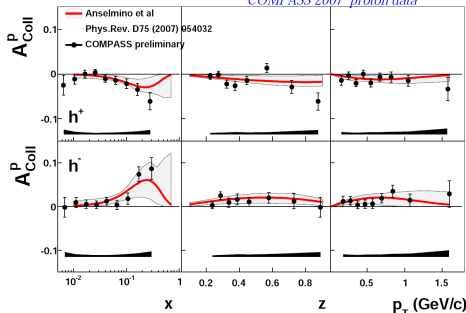 COMPASS 2007 proton data
Anselmino et al
Phys.Rev. D75 (2007) 054032
COMPASS preliminary
A^p_Coll
0.1
0
-0.1
h⁺
A^p_Coll
0.1
0
-0.1
h⁻
10⁻² 10⁻¹ 1 0.2 0.4 0.6 0.8 0.5 1 1.5
x z p_T (GeV/c)